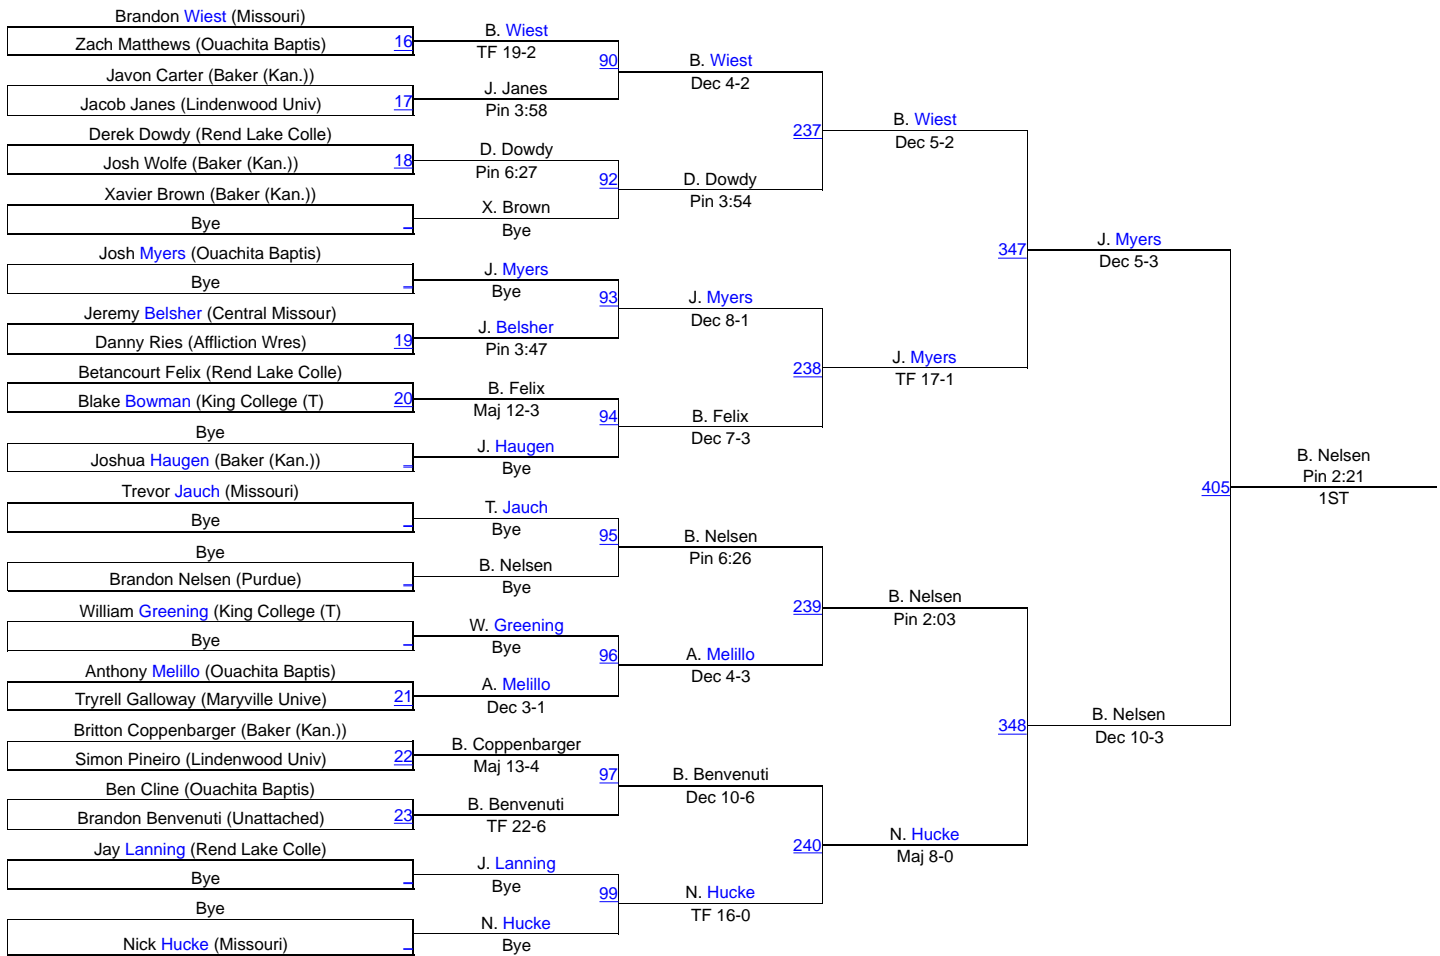 Brandon Wiest (Missouri)
Zach Matthews (Ouachita Baptis) 16
Javon Carter (Baker (Kan.))
Jacob Janes (Lindenwood Univ) 17
Derek Dowdy (Rend Lake Colle)
Josh Wolfe (Baker (Kan.)) 18
Xavier Brown (Baker (Kan.))
Bye
Josh Myers (Ouachita Baptis)
Bye
Jeremy Belsher (Central Missour)
Danny Ries (Affliction Wres) 19
Betancourt Felix (Rend Lake Colle)
Blake Bowman (King College (T) 20
Bye
Joshua Haugen (Baker (Kan.))
Trevor Jauch (Missouri)
Bye
Bye
Brandon Nelsen (Purdue)
William Greening (King College (T)
Bye
Anthony Melillo (Ouachita Baptis)
Tryrell Galloway (Maryville Unive) 21
Britton Coppenbarger (Baker (Kan.))
Simon Pineiro (Lindenwood Univ) 22
Ben Cline (Ouachita Baptis)
Brandon Benvenuti (Unattached) 23
Jay Lanning (Rend Lake Colle)
Bye
Bye
Nick Hucke (Missouri)
B. Wiest
TF 19-2
90
J. Janes
Pin 3:58
D. Dowdy
Pin 6:27
92
X. Brown
Bye
J. Myers
Bye
93
J. Belsher
Pin 3:47
B. Felix
Maj 12-3
94
J. Haugen
Bye
T. Jauch
Bye
95
B. Nelsen
Bye
W. Greening
Bye
96
A. Melillo
Dec 3-1
B. Coppenbarger
Maj 13-4
97
B. Benvenuti
TF 22-6
J. Lanning
Bye
99
N. Hucke
Bye
B. Wiest
Dec 4-2
237
D. Dowdy
Pin 3:54
J. Myers
Dec 8-1
238
B. Felix
Dec 7-3
B. Nelsen
Pin 6:26
239
A. Melillo
Dec 4-3
B. Benvenuti
Dec 10-6
240
N. Hucke
TF 16-0
B. Wiest
Dec 5-2
347
J. Myers
TF 17-1
B. Nelsen
Pin 2:03
348
N. Hucke
Maj 8-0
J. Myers
Dec 5-3
405
B. Nelsen
Dec 10-3
B. Nelsen
Pin 2:21
1ST